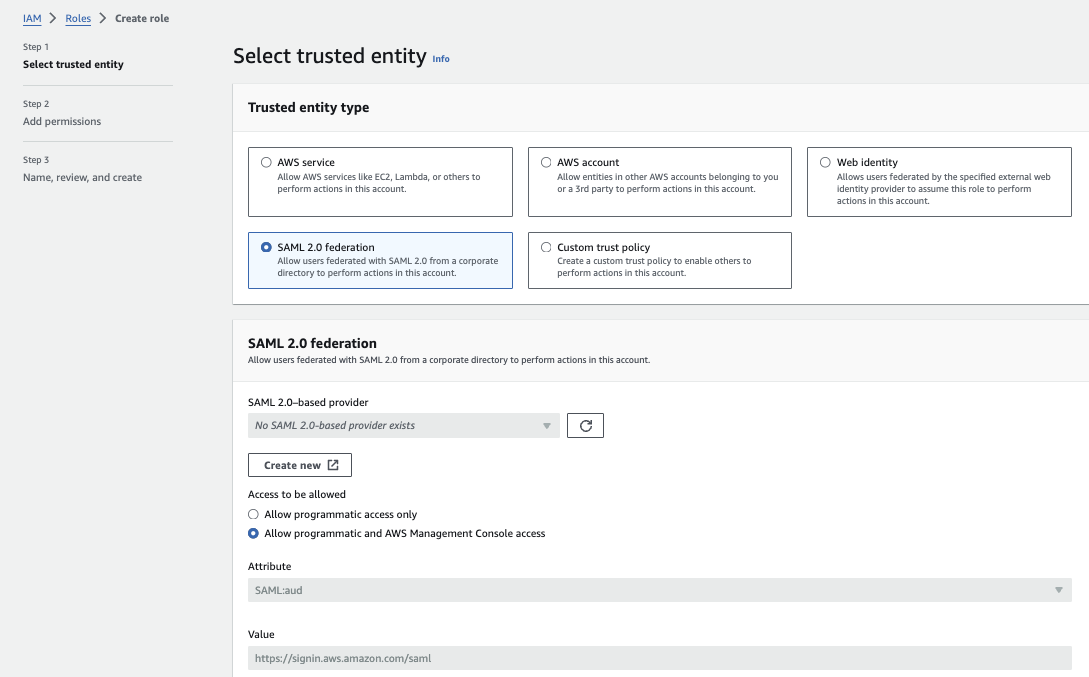 IAM > Roles > Create role
Step 1
Select trusted entity
Step 2
Add permissions
Step 3
Name, review, and create
Select trusted entity Info
Trusted entity type
AWS service
Allow AWS services like EC2, Lambda, or others to
perform actions in this account.
AWS account
Allow entities in other AWS accounts belonging to you
or a 3rd party to perform actions in this account.
Web identity
Allows users federated by the specified external web
identity provider to assume this role to perform
actions in this account.
SAML 2.0 federation
Allow users federated with SAML 2.0 from a corporate
directory to perform actions in this account.
Custom trust policy
Create a custom trust policy to enable others to
perform actions in this account.
SAML 2.0 federation
Allow users federated with SAML 2.0 from a corporate directory to perform actions in this account.
SAML 2.0–based provider
No SAML 2.0-based provider exists
Create new
Access to be allowed
Allow programmatic access only
Allow programmatic and AWS Management Console access
Attribute
SAML:aud
Value
https://signin.aws.amazon.com/saml